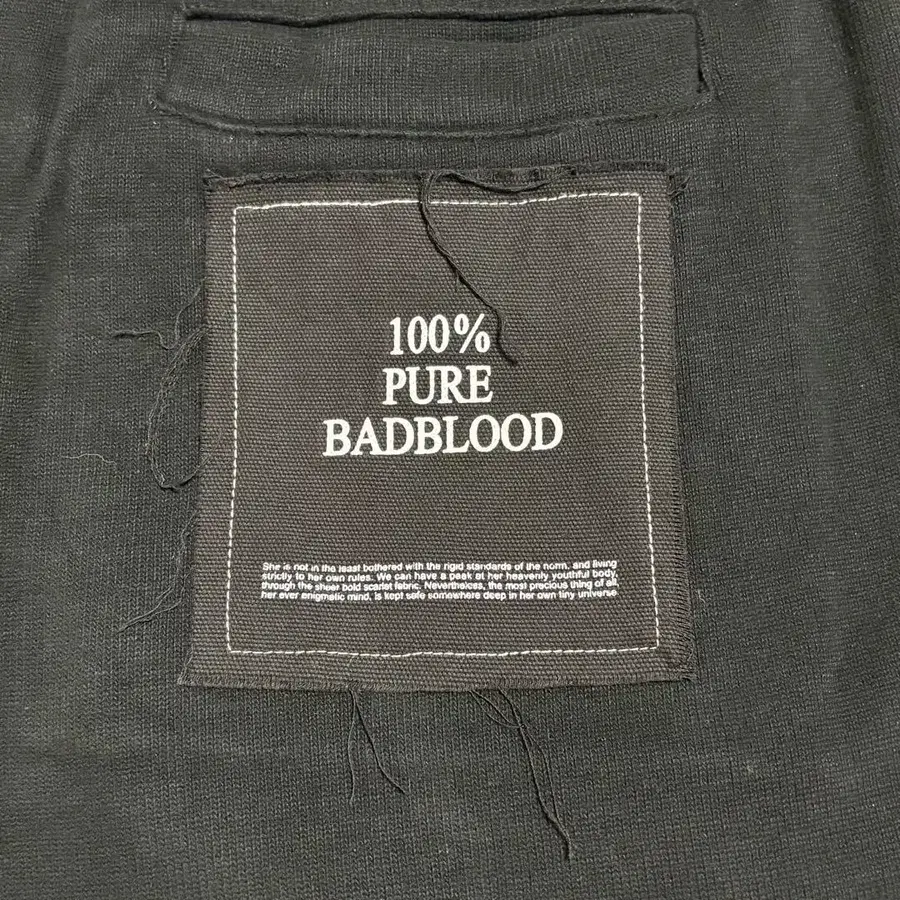 100%
PURE
BADBLOOD
She is not in the least bothered with the rigid standards of the norm, and living
strictly to her own rules. We can have a peak at her heavenly youthful body,
through the sheer bold scarlet fabric. Nevertheless, the most precious thing of all,
her ever enigmatic mind, is kept safe somewhere deep in her own tiny universe